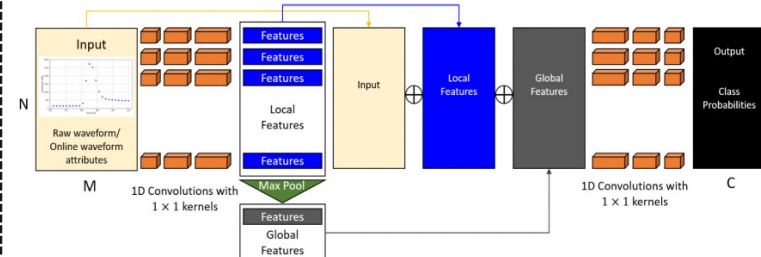 Input
N
Raw waveform/
Online waveform
attributes
M
1D Convolutions with
1 × 1 kernels
Features
Features
Features
Local
Features
Features
Max Pool
Features
Global
Features
Input
Local
Features
Global
Features
1D Convolutions with
1 × 1 kernels
Output
Class
Probabilities
C